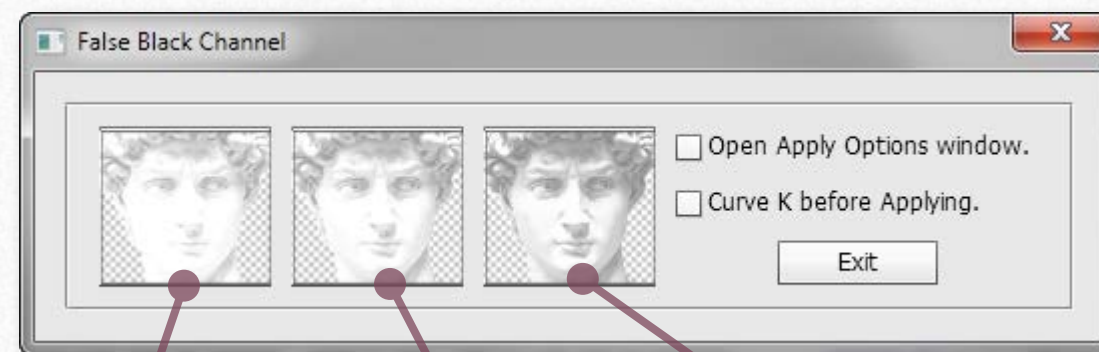 False Black Channel
Open Apply Options window.
Curve K before Applying.
Exit